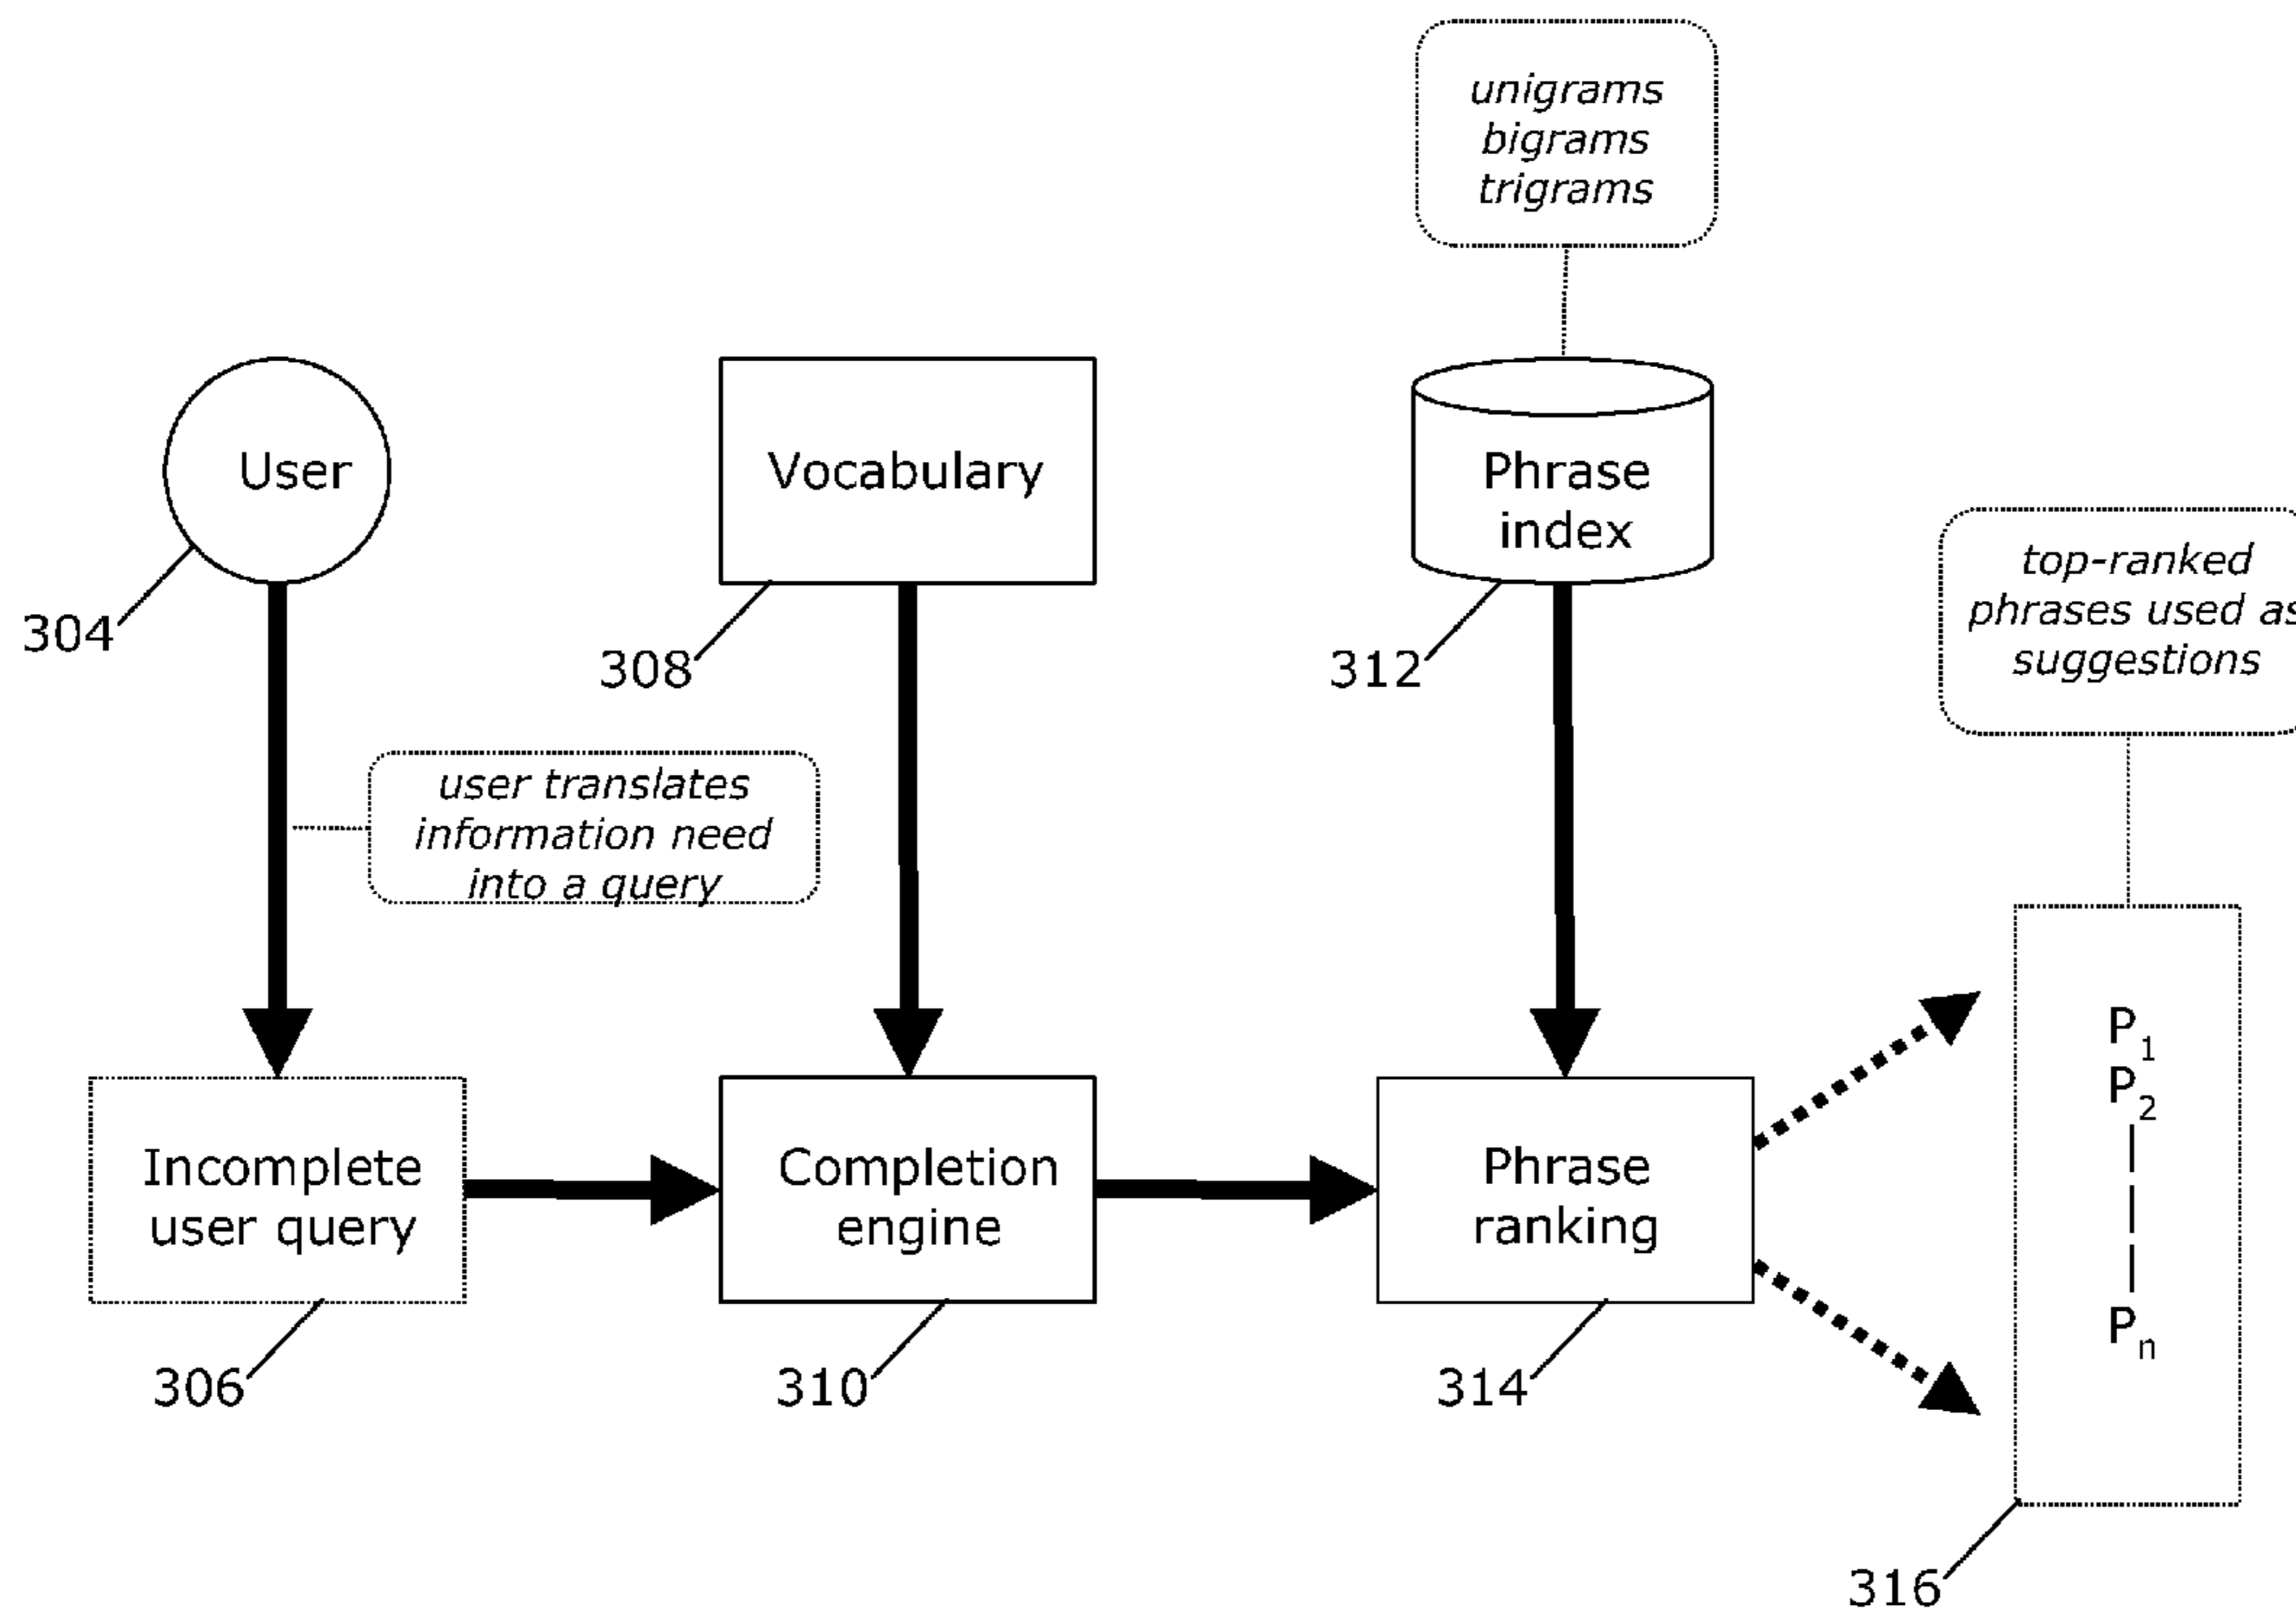 unigrams
bigrams
trigrams
User
Vocabulary
Phrase
index
top-ranked
phrases used as
suggestions
304
308
312
user translates
information need
into a query
P1
P2
Pn
Incomplete
user query
Completion
engine
Phrase
ranking
306
310
314
316